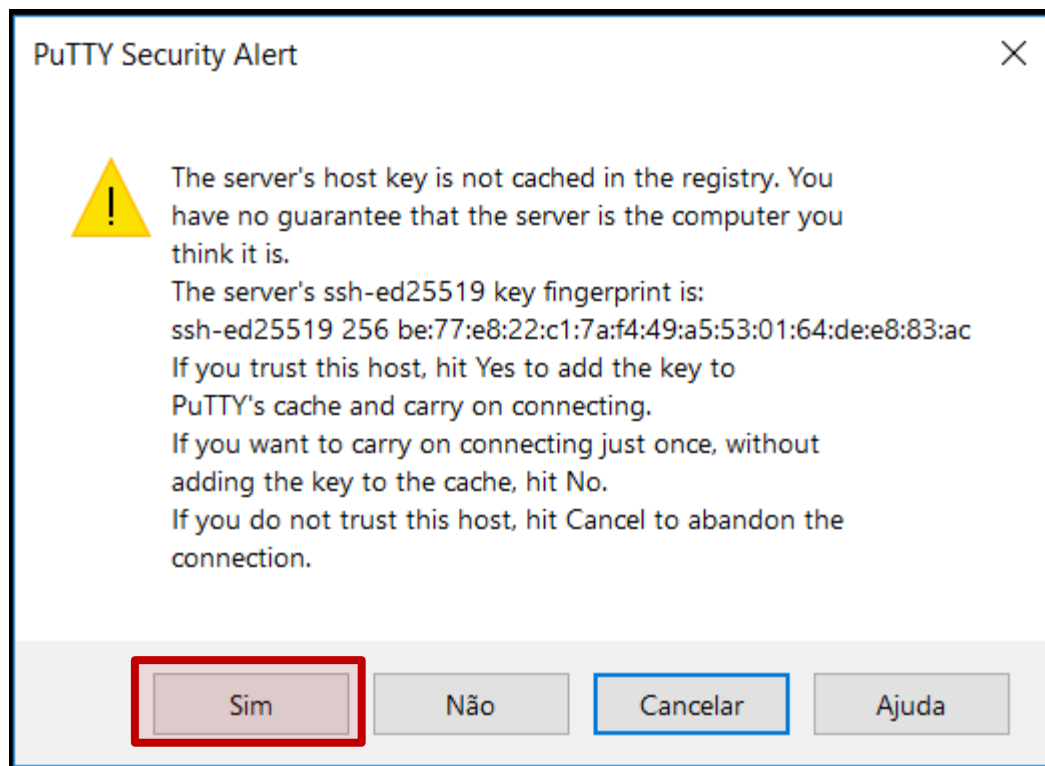 PuTTY Security Alert
!
The server's host key is not cached in the registry. You
have no guarantee that the server is the computer you
think it is.
The server's ssh-ed25519 key fingerprint is:
ssh-ed25519 256 be:77:e8:22:c1:7a:f4:49:a5:53:01:64:de:e8:83:ac
If you trust this host, hit Yes to add the key to
PuTTY's cache and carry on connecting.
If you want to carry on connecting just once, without
adding the key to the cache, hit No.
If you do not trust this host, hit Cancel to abandon the
connection.
Sim Não Cancelar Ajuda